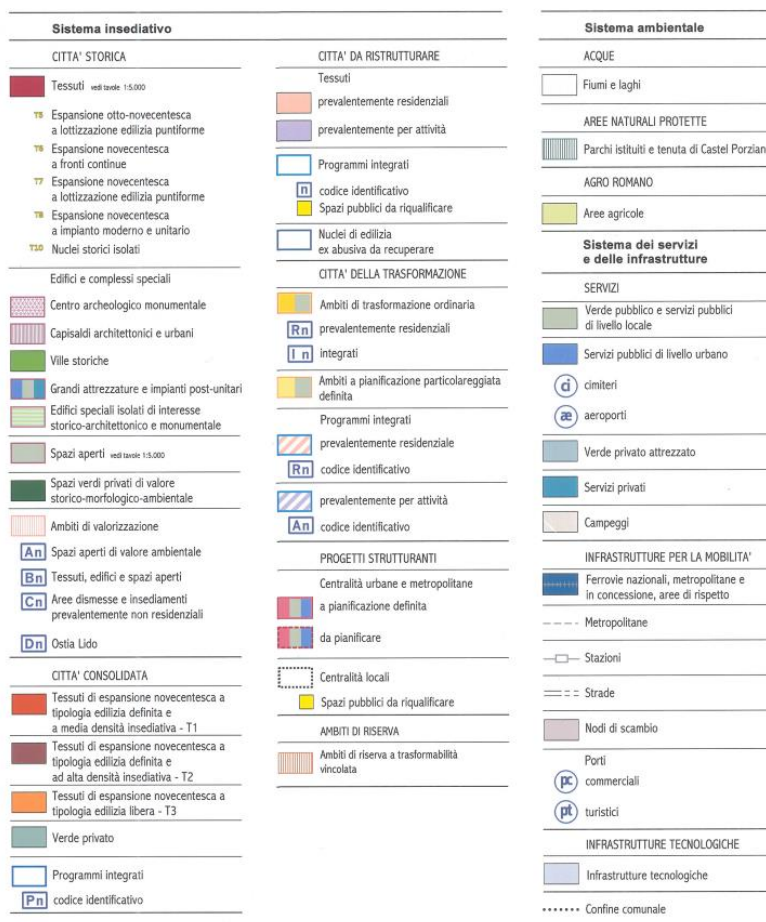 Sistema insediativo
CITTA' STORICA
Tessuti vedi tavole 1:5.000
T5 Espansione otto-novecentesca
a lottizzazione edilizia puntiforme
T6 Espansione novecentesca
a fronti continue
T7 Espansione novecentesca
a lottizzazione edilizia puntiforme
T8 Espansione novecentesca
a impianto moderno e unitario
T10 Nuclei storici isolati
Edifici e complessi speciali
Centro archeologico monumentale
Capisaldi architettonici e urbani
Ville storiche
Grandi attrezzature e impianti post-unitari
Edifici speciali isolati di interesse
storico-architettonico e monumentale
Spazi aperti vedi tavole 1:5.000
Spazi verdi privati di valore
storico-morfologico-ambientale
Ambiti di valorizzazione
An Spazi aperti di valore ambientale
Bn Tessuti, edifici e spazi aperti
Cn Aree dismesse e insediamenti
prevalentemente non residenziali
Dn Ostia Lido
CITTA' CONSOLIDATA
Tessuti di espansione novecentesca a
tipologia edilizia definita e
a media densità insediativa - T1
Tessuti di espansione novecentesca a
tipologia edilizia definita e
ad alta densità insediativa - T2
Tessuti di espansione novecentesca a
tipologia edilizia libera - T3
Verde privato
Programmi integrati
Pn codice identificativo
CITTA' DA RISTRUTTURARE
Tessuti
prevalentemente residenziali
prevalentemente per attività
Programmi integrati
n codice identificativo
Spazi pubblici da riqualificare
Nuclei di edilizia
ex abusiva da recuperare
CITTA' DELLA TRASFORMAZIONE
Ambiti di trasformazione ordinaria
Rn prevalentemente residenziali
In integrati
Ambiti a pianificazione particolareggiata
definita
Programmi integrati
prevalentemente residenziale
Rn codice identificativo
prevalentemente per attività
An codice identificativo
PROGETTI STRUTTURANTI
Centralità urbane e metropolitane
a pianificazione definita
da pianificare
Centralità locali
Spazi pubblici da riqualificare
AMBITI DI RISERVA
Ambiti di riserva a trasformabilità
vincolata
Sistema ambientale
ACQUE
Fiumi e laghi
AREE NATURALI PROTETTE
Parchi istituiti e tenuta di Castel Porzian
AGRO ROMANO
Aree agricole
Sistema dei servizi
e delle infrastrutture
SERVIZI
Verde pubblico e servizi pubblici
di livello locale
Servizi pubblici di livello urbano
ci cimiteri
æ aeroporti
Verde privato attrezzato
Servizi privati
Campeggi
INFRASTRUTTURE PER LA MOBILITA'
Ferrovie nazionali, metropolitane e
in concessione, aree di rispetto
Metropolitane
Stazioni
Strade
Nodi di scambio
Porti
pc commerciali
pt turistici
INFRASTRUTTURE TECNOLOGICHE
Infrastrutture tecnologiche
Confine comunale